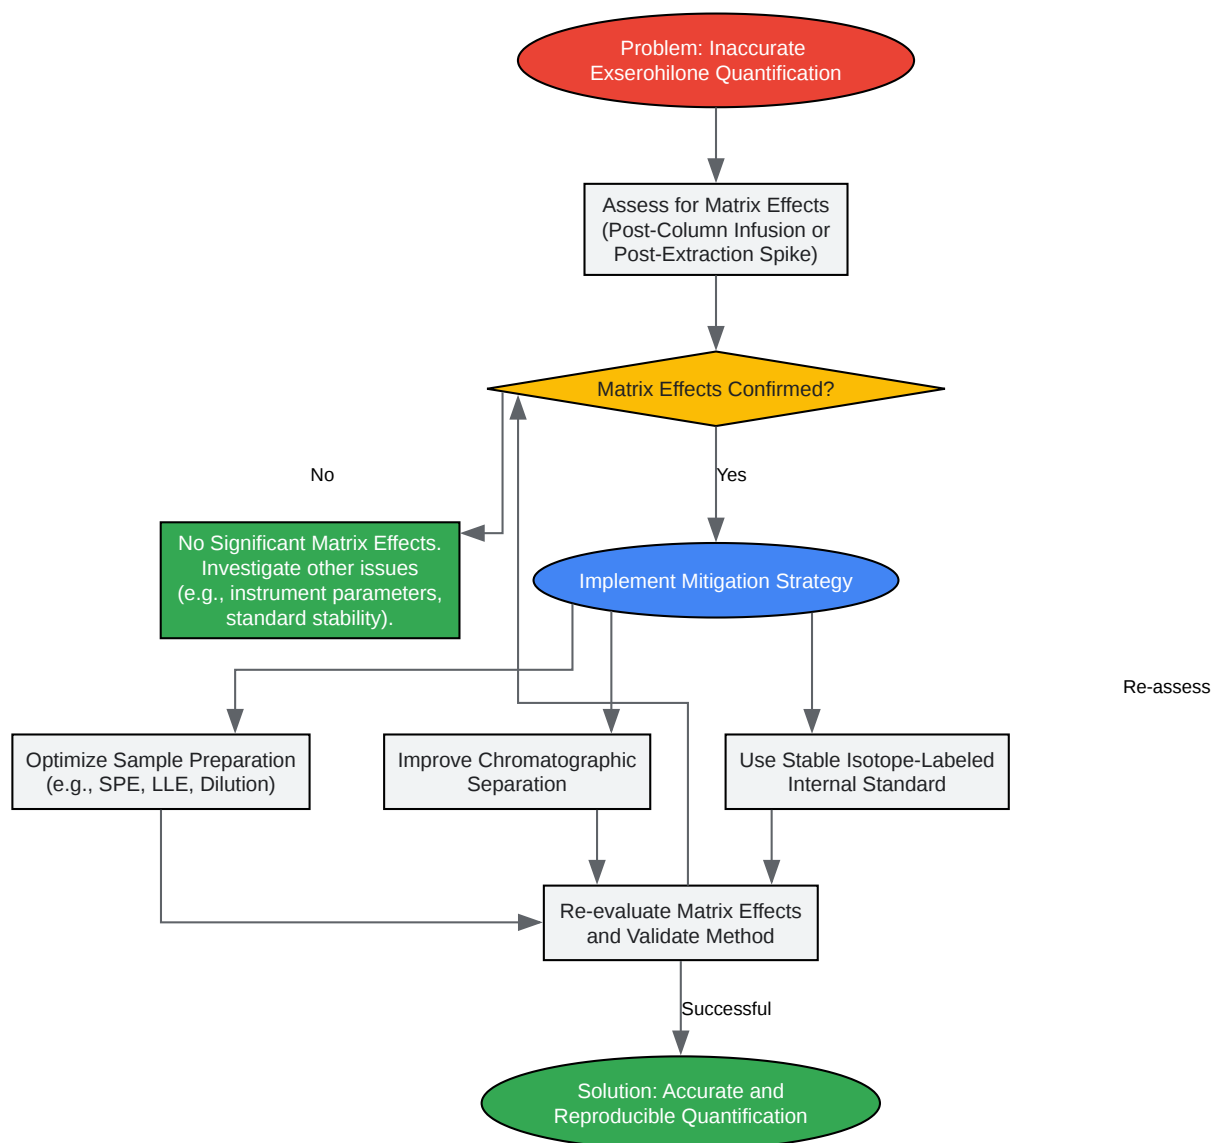 Problem: Inaccurate
Exserohilone Quantification
Assess for Matrix Effects
(Post-Column Infusion or
Post-Extraction Spike)
Matrix Effects Confirmed?
No
Yes
No Significant Matrix Effects.
Investigate other issues
(e.g., instrument parameters,
standard stability).
Implement Mitigation Strategy
Re-assess
Optimize Sample Preparation
(e.g., SPE, LLE, Dilution)
Improve Chromatographic
Separation
Use Stable Isotope-Labeled
Internal Standard
Re-evaluate Matrix Effects
and Validate Method
Successful
Solution: Accurate and
Reproducible Quantification